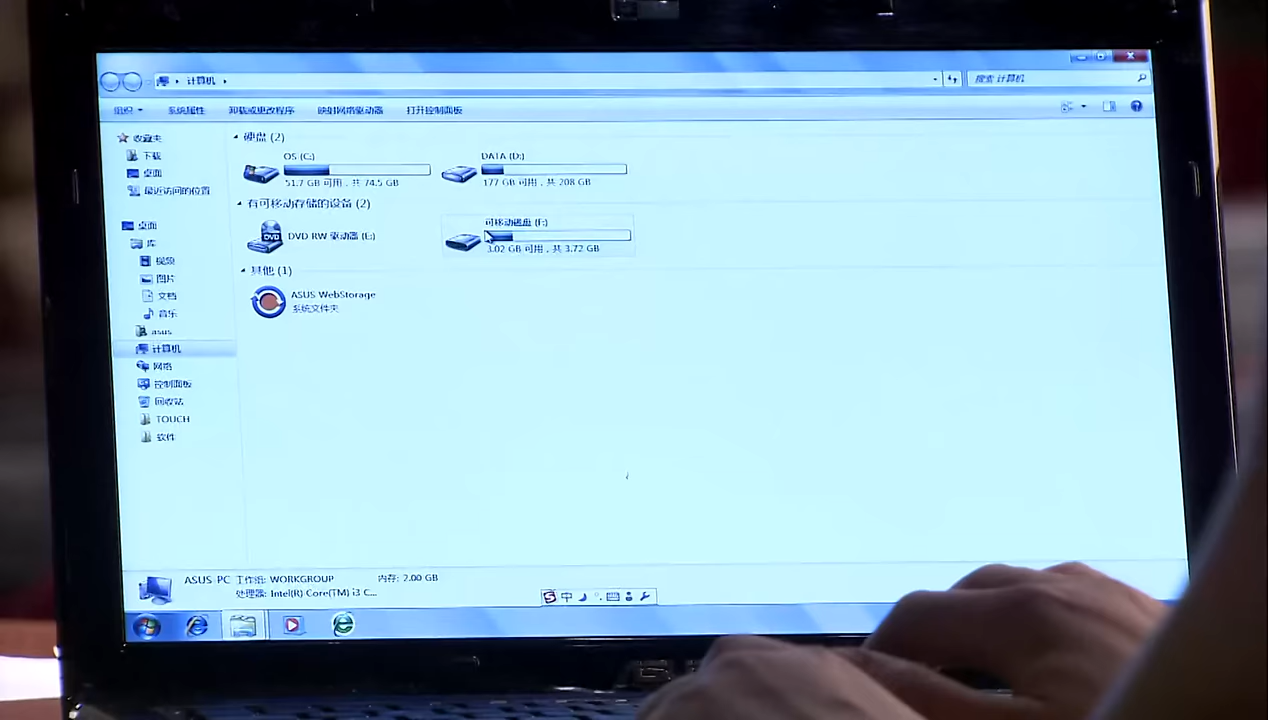 计算机
搜索 计算机
组织 系统属性 卸载或更改程序 映射网络驱动器 打开控制面板
收藏夹
下载
桌面
最近访问的位置
桌面
库
视频
图片
文档
音乐
asus
计算机
网络
控制面板
回收站
TOUCH
软件
硬盘 (2)
OS (C:)
51.7 GB 可用，共 74.5 GB
DATA (D:)
177 GB 可用，共 208 GB
有可移动存储的设备 (2)
DVD
DVD RW 驱动器 (E:)
可移动磁盘 (F:)
3.02 GB 可用，共 3.72 GB
其他 (1)
ASUS WebStorage
系统文件夹
ASUS PC 工作组: WORKGROUP 内存: 2.00 GB
处理器: Intel(R) Core(TM) i3 C...
S 中